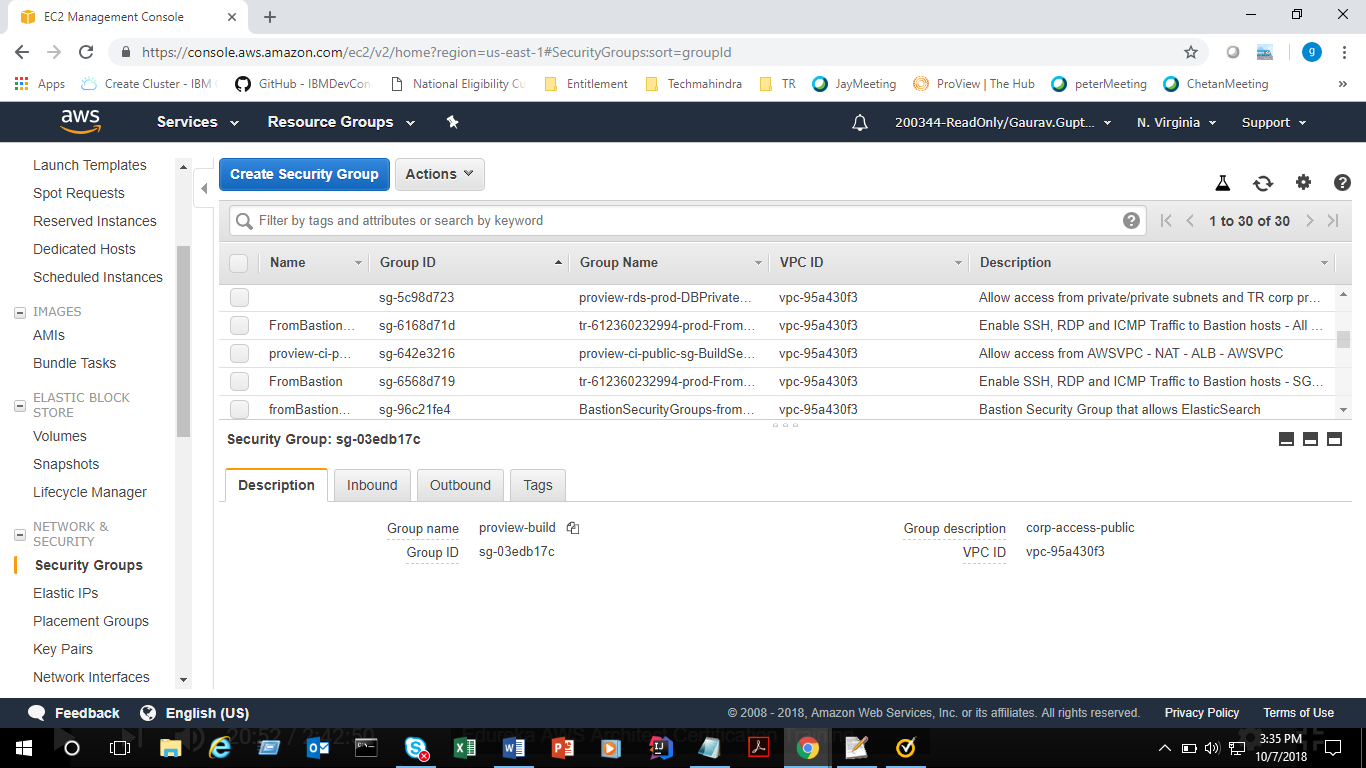 EC2 Management Console
https://console.aws.amazon.com/ec2/v2/home?region=us-east-1#SecurityGroups:sort=groupId
g
Apps Create Cluster - IBM GitHub - IBMDevCon National Eligibility Cu Entitlement Techmahindra TR JayMeeting ProView | The Hub peterMeeting ChetanMeeting »
aws Services Resource Groups 200344-ReadOnly/Gaurav.Gupt... N. Virginia Support
Launch Templates
Spot Requests
Reserved Instances
Dedicated Hosts
Scheduled Instances
IMAGES
AMIs
Bundle Tasks
ELASTIC BLOCK
STORE
Volumes
Snapshots
Lifecycle Manager
NETWORK &
SECURITY
Security Groups
Elastic IPs
Placement Groups
Key Pairs
Network Interfaces
Create Security Group Actions
Filter by tags and attributes or search by keyword 1 to 30 of 30
Name Group ID Group Name VPC ID Description
sg-5c98d723 proview-rds-prod-DBPrivate... vpc-95a430f3 Allow access from private/private subnets and TR corp pr...
FromBastion... sg-6168d71d tr-612360232994-prod-From... vpc-95a430f3 Enable SSH, RDP and ICMP Traffic to Bastion hosts - All ...
proview-ci-p... sg-642e3216 proview-ci-public-sg-BuildSe... vpc-95a430f3 Allow access from AWSVPC - NAT - ALB - AWSVPC
FromBastion sg-6568d719 tr-612360232994-prod-From... vpc-95a430f3 Enable SSH, RDP and ICMP Traffic to Bastion hosts - SG...
fromBastion... sg-96c21fe4 BastionSecurityGroups-from... vpc-95a430f3 Bastion Security Group that allows ElasticSearch
Security Group: sg-03edb17c
Description Inbound Outbound Tags
Group name proview-build Group description corp-access-public
Group ID sg-03edb17c VPC ID vpc-95a430f3
Feedback English (US) © 2008 - 2018, Amazon Web Services, Inc. or its affiliates. All rights reserved. Privacy Policy Terms of Use
3:35 PM
10/7/2018